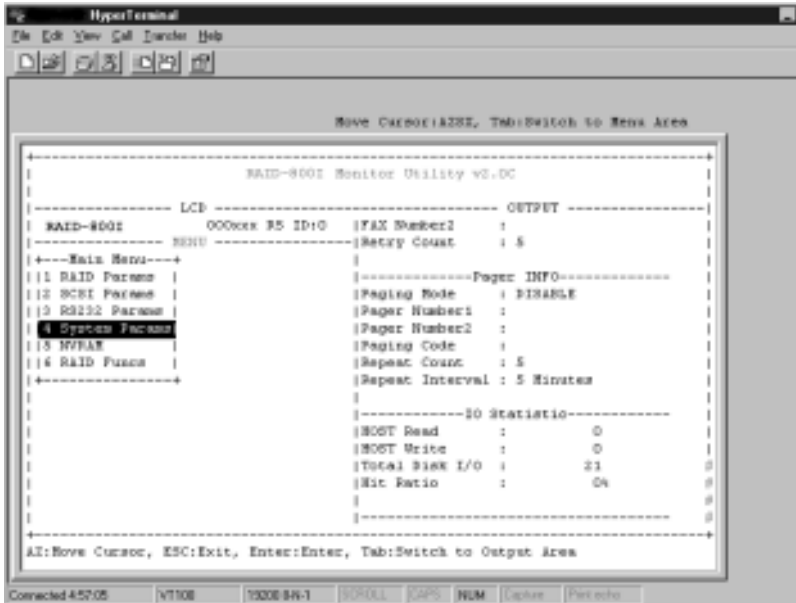 HyperTerminal
File Edit View Call Transfer Help
Move Cursor:AZSX, Tab:Switch to Menu Area
RAID-800I Monitor Utility v2.0C
LCD
OUTPUT
RAID-800I 000xxx R5 ID:0
FAX Number2 :
MENU
Retry Count : 5
Main Menu
1 RAID Params
Pager INFO
2 SCSI Params
Paging Mode : DISABLE
3 RS232 Params
Pager Number1 :
4 System Params
Pager Number2 :
5 NVRAM
Paging Code :
6 RAID Funcs
Repeat Count : 5
Repeat Interval : 5 Minutes
IO Statistic
HOST Read : 0
HOST Write : 0
Total Disk I/O : 21
Hit Ratio : 0%
AZ:Move Cursor, ESC:Exit, Enter:Enter, Tab:Switch to Output Area
Connected 4:57:05 VT100 19200 8-N-1 SCROLL CAPS NUM Capture Print echo